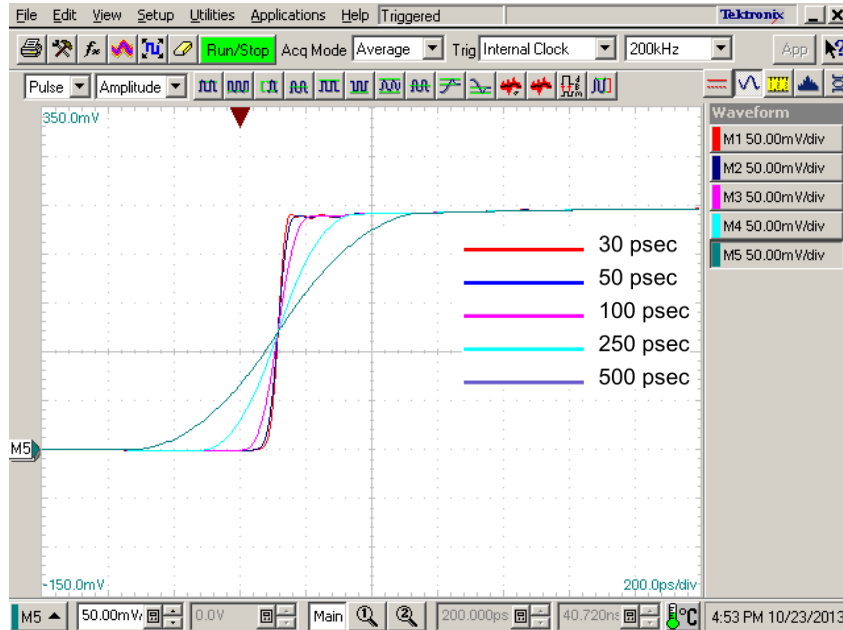 File Edit View Setup Utilities Applications Help Triggered Tektronix
Run/Stop Acq Mode Average Trig Internal Clock 200kHz App
Pulse Amplitude
350.0mV
Waveform
M1 50.00mV/div
M2 50.00mV/div
M3 50.00mV/div
M4 50.00mV/div
M5 50.00mV/div
30 psec
50 psec
100 psec
250 psec
500 psec
M5
-150.0mV 200.0ps/div
M5 50.00mV/ 0.0V Main 200.000ps 40.720ns °C 4:53 PM 10/23/2013